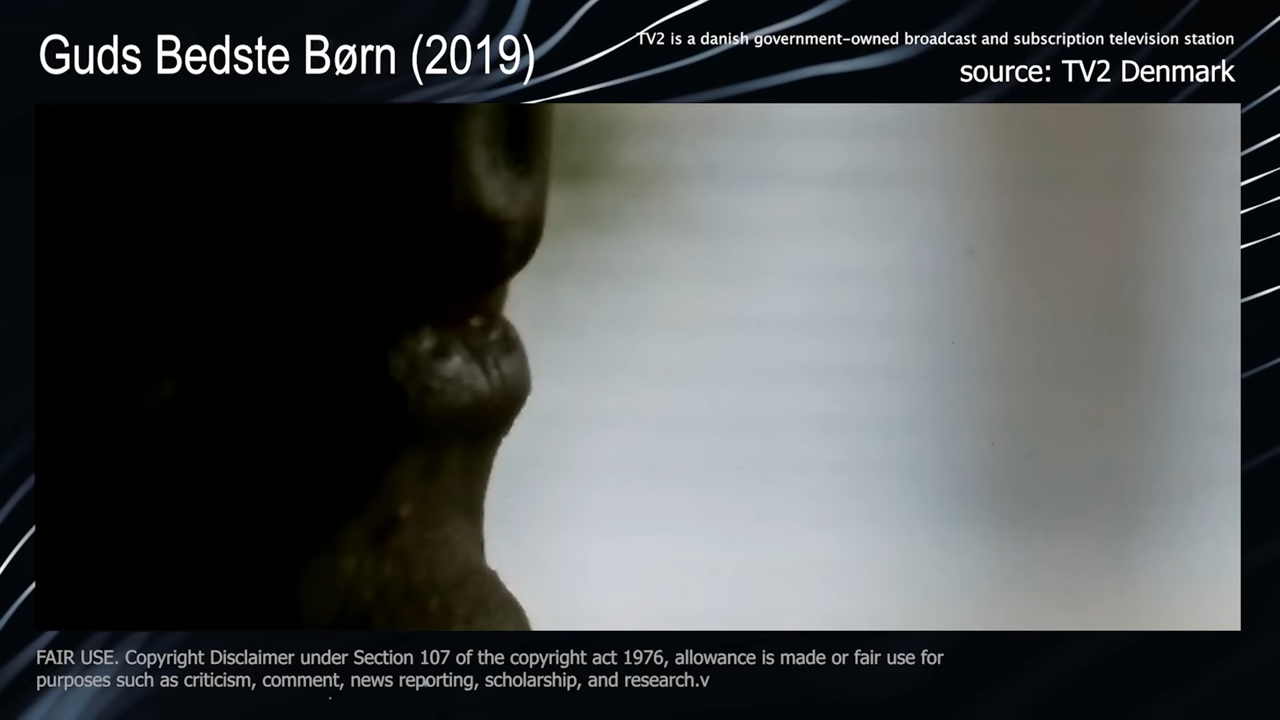 Guds Bedste Børn (2019)
TV2 is a danish government-owned broadcast and subscription television station
source: TV2 Denmark
FAIR USE. Copyright Disclaimer under Section 107 of the copyright act 1976, allowance is made or fair use for
purposes such as criticism, comment, news reporting, scholarship, and research.v